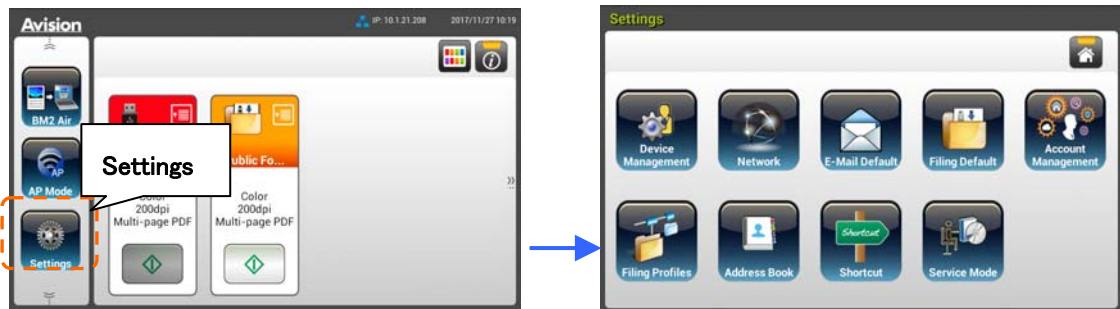 Avision
IP: 10.1.21.208
2017/11/27 10:19
BM2 Air
AP
AP Mode
Settings
Settings
ublic Fo...
Color
200dpi
Multi-page PDF
Color
200dpi
Multi-page PDF
Settings
Device
Management
Network
E-Mail Default
Filing Default
Account
Management
Filing Profiles
Address Book
Shortcut
Shortcut
Service Mode